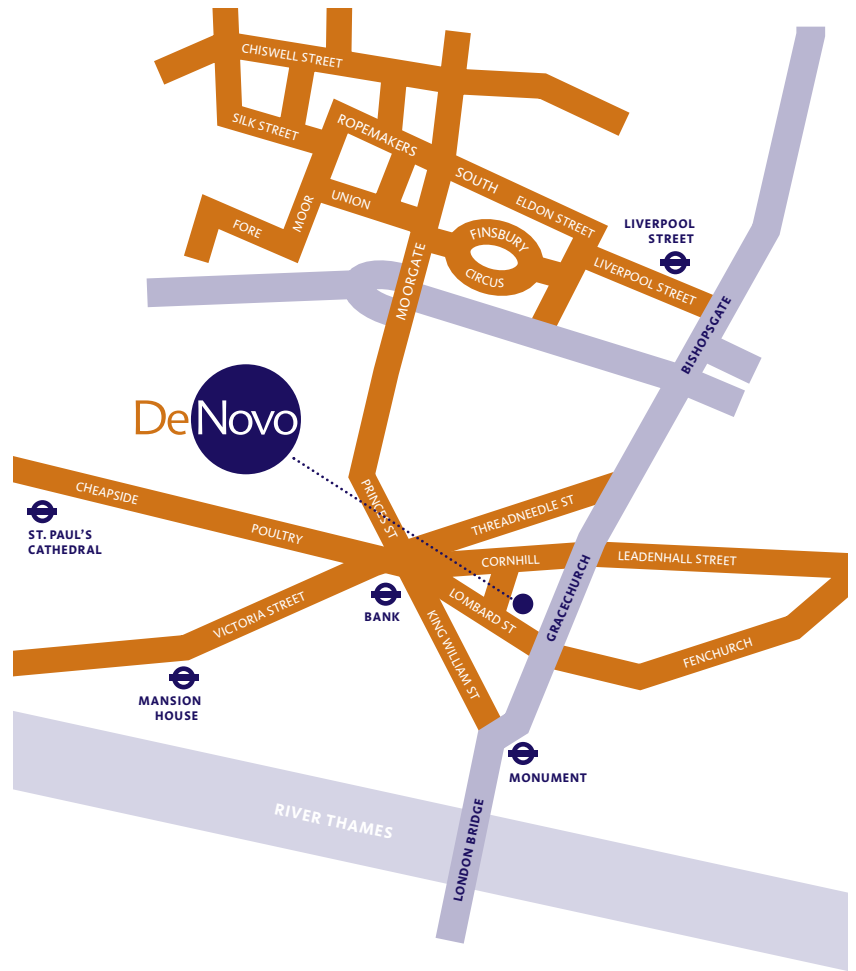 CHISWELL STREET
SILK STREET
ROPEMAKERS
SOUTH
ELDON STREET
UNION
MOOR
FORE
FINSBURY
CIRCUS
LIVERPOOL
STREET
LIVERPOOL STREET
MOORGATE
BISHOPSGATE
DeNovo
CHEAPSIDE
POULTRY
PRINCES ST
THREADNEEDLE ST
ST. PAUL'S
CATHEDRAL
CORNHILL
LEADENHALL STREET
BANK
LOMBARD ST
GRACECHURCH
VICTORIA STREET
KING WILLIAM ST
FENCHURCH
MANSION
HOUSE
MONUMENT
RIVER THAMES
LONDON BRIDGE